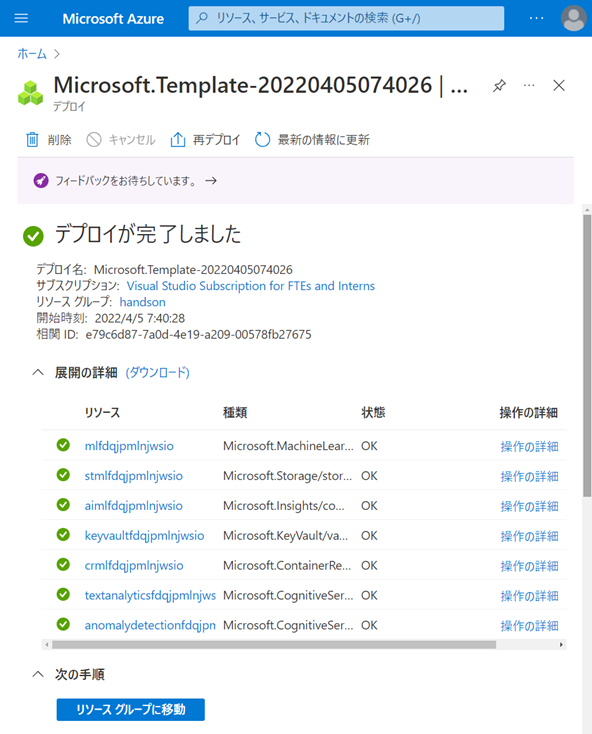 Microsoft Azure
リソース、サービス、ドキュメントの検索 (G+/)
ホーム
Microsoft.Template-20220405074026 | ...
デプロイ
削除 キャンセル 再デプロイ 最新の情報に更新
フィードバックをお待ちしています。 →
デプロイが完了しました
デプロイ名: Microsoft.Template-20220405074026
サブスクリプション: Visual Studio Subscription for FTEs and Interns
リソース グループ: handson
開始時刻: 2022/4/5 7:40:28
相関 ID: e79c6d87-7a0d-4e19-a209-00578fb27675
展開の詳細 (ダウンロード)
リソース 種類 状態 操作の詳細
mlfdqjpmlnjwsio Microsoft.MachineLear... OK 操作の詳細
stmlfdqjpmlnjwsio Microsoft.Storage/stor... OK 操作の詳細
aimlfdqjpmlnjwsio Microsoft.Insights/co... OK 操作の詳細
keyvaultfdqjpmlnjwsio Microsoft.KeyVault/va... OK 操作の詳細
crmlfdqjpmlnjwsio Microsoft.ContainerRe... OK 操作の詳細
textanalyticsfdqjpmlnjws Microsoft.CognitiveSer... OK 操作の詳細
anomalydetectionfdqjpn Microsoft.CognitiveSer... OK 操作の詳細
次の手順
リソース グループに移動